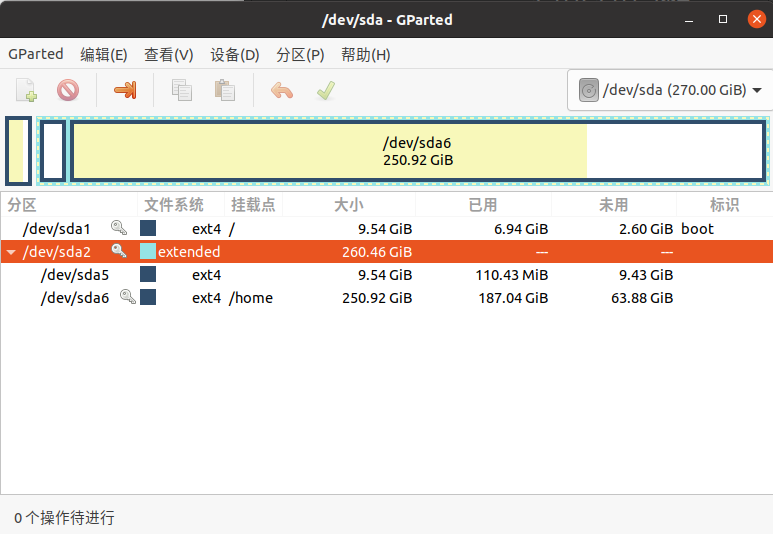 /dev/sda - GParted
GParted 编辑(E) 查看(V) 设备(D) 分区(P) 帮助(H)
/dev/sda (270.00 GiB)
/dev/sda6
250.92 GiB
分区 文件系统 挂载点 大小 已用 未用 标识
/dev/sda1 ext4 / 9.54 GiB 6.94 GiB 2.60 GiB boot
/dev/sda2 extended 260.46 GiB --- ---
/dev/sda5 ext4 9.54 GiB 110.43 MiB 9.43 GiB
/dev/sda6 ext4 /home 250.92 GiB 187.04 GiB 63.88 GiB
0 个操作待进行